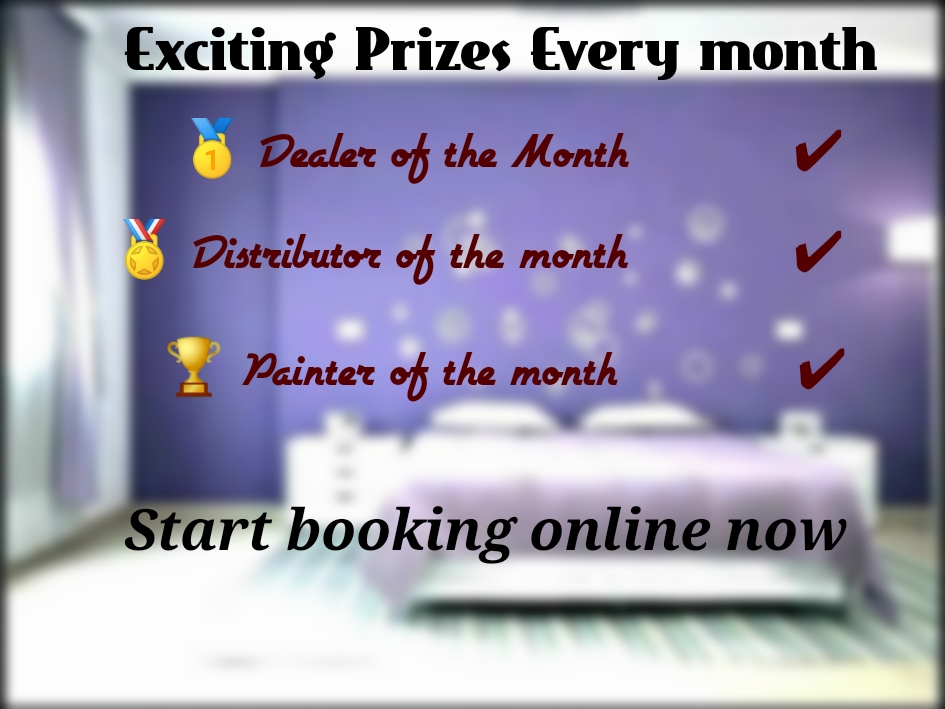 Exciting Prizes Every month
🥇 Dealer of the Month ✔
🏅 Distributor of the month ✔
🏆 Painter of the month ✔
Start booking online now